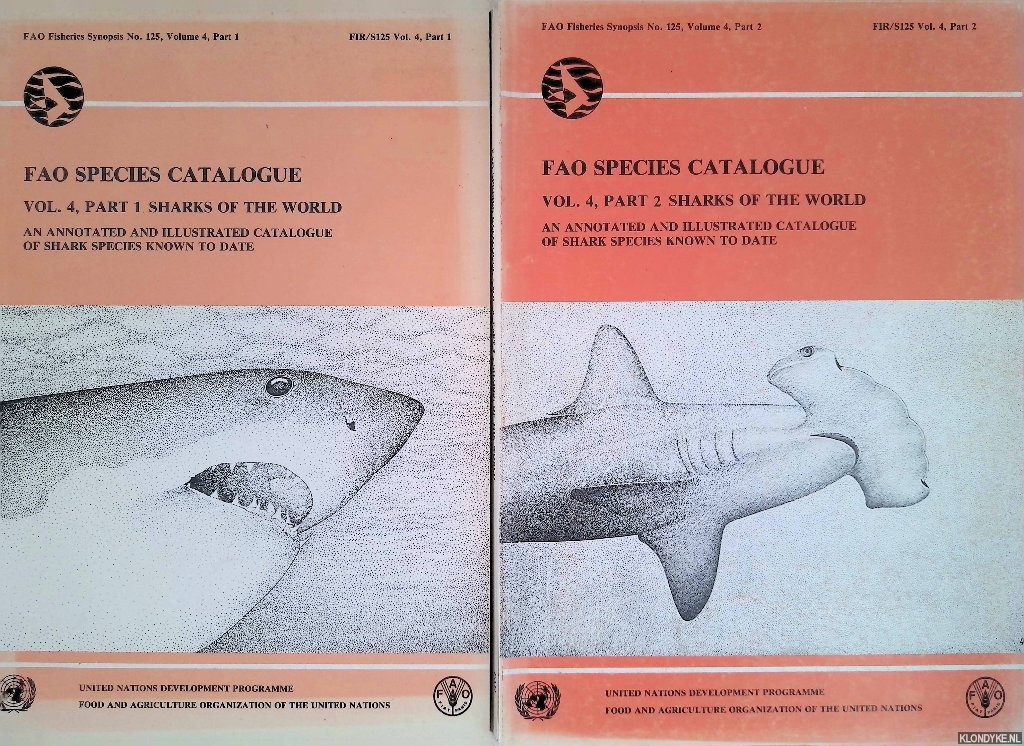 FAO Fisheries Synopsis No. 125, Volume 4, Part 1
FIR/S125 Vol. 4, Part 1
FAO SPECIES CATALOGUE
VOL. 4, PART 1 SHARKS OF THE WORLD
AN ANNOTATED AND ILLUSTRATED CATALOGUE
OF SHARK SPECIES KNOWN TO DATE
UNITED NATIONS DEVELOPMENT PROGRAMME
FOOD AND AGRICULTURE ORGANIZATION OF THE UNITED NATIONS
F A O
FIAT PANIS
FAO Fisheries Synopsis No. 125, Volume 4, Part 2
FIR/S125 Vol. 4, Part 2
FAO SPECIES CATALOGUE
VOL. 4, PART 2 SHARKS OF THE WORLD
AN ANNOTATED AND ILLUSTRATED CATALOGUE
OF SHARK SPECIES KNOWN TO DATE
UNITED NATIONS DEVELOPMENT PROGRAMME
FOOD AND AGRICULTURE ORGANIZATION OF THE UNITED NATIONS
F A O
FIAT PANIS
KLONDYKE.NL